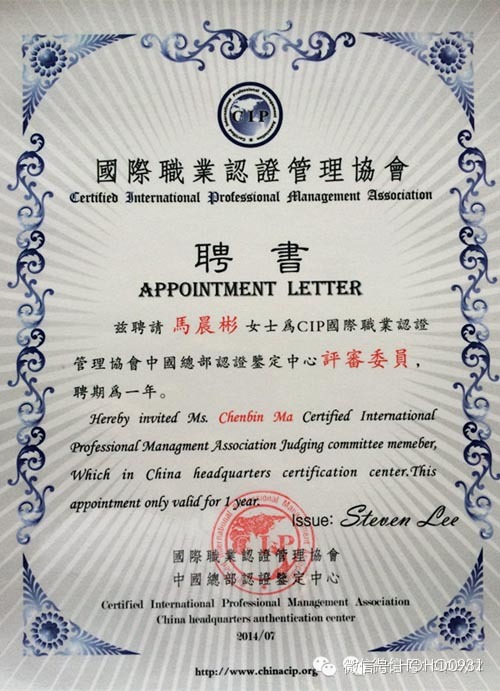 CIP
國際職業認證管理協會
Certified International Professional Management Association
聘書
APPOINTMENT LETTER
茲聘請 馬晨彬 女士爲CIP國際職業認證
管理協會中國總部認證鑒定中心評審委員，
聘期爲一年。
Hereby invited Ms. Chenbin Ma Certified International
Professional Managment Association Judging committee memeber,
Which in China headquarters certification center.This
appointment only valid for 1 year.
Issue: Steven Lee
CIP
國際職業認證管理協會
中國總部認證鑒定中心
Certified International Professional Management Association
China headquarters authentication center
2014/07
http://www.chinacip.org